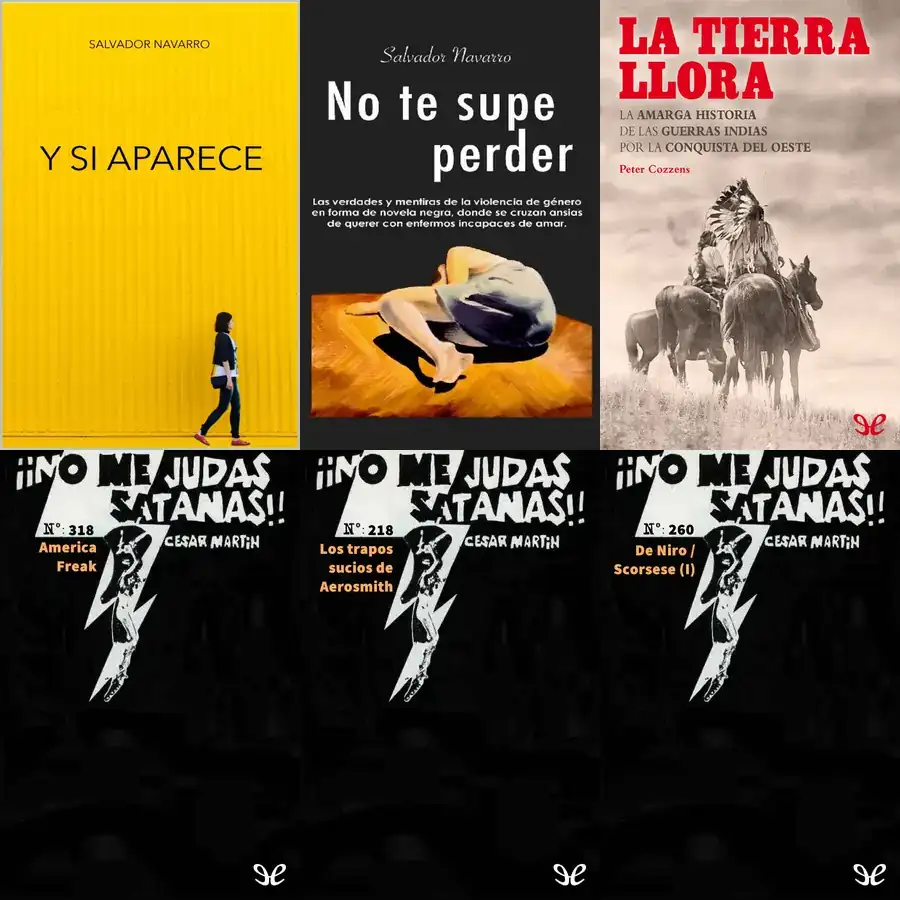 SALVADOR NAVARRO
Y SI APARECE
Salvador Navarro
No te supe
perder
Las verdades y mentiras de la violencia de género
en forma de novela negra, donde se cruzan ansias
de querer con enfermos incapaces de amar.
LA TIERRA
LLORA
LA AMARGA HISTORIA
DE LAS GUERRAS INDIAS
POR LA CONQUISTA DEL OESTE
Peter Cozzens
¡¡NO ME JUDAS
SATANAS!!
Nº: 318
CESAR MARTIN
America
Freak
¡¡NO ME JUDAS
SATANAS!!
Nº: 218
CESAR MARTIN
Los trapos
sucios de
Aerosmith
¡¡NO ME JUDAS
SATANAS!!
Nº: 260
CESAR MARTIN
De Niro /
Scorsese (I)